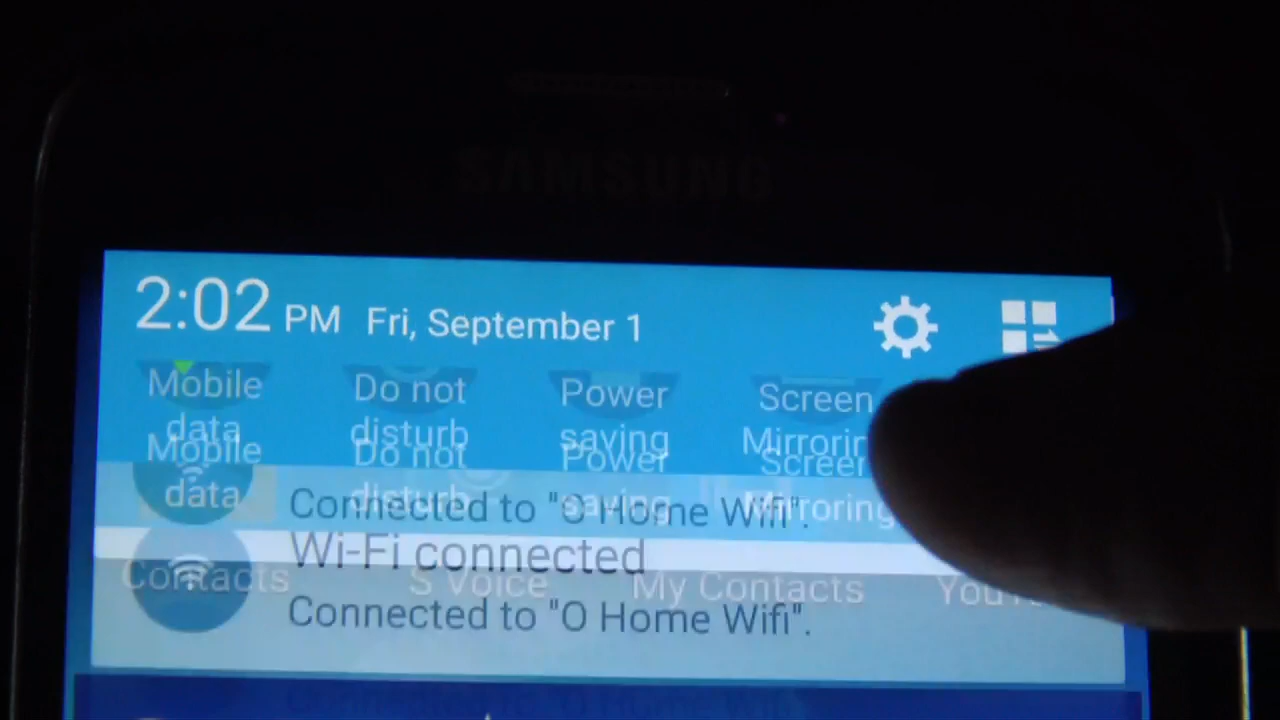 SAMSUNG
2:02 PM Fri, September 1
Mobile data
Do not disturb
Power saving
Screen
Mobile data
Do not disturb
Power saving
Screen Mirroring
Connected to "O Home Wifi".
Wi-Fi connected
Contacts S Voice My Contacts
Connected to "O Home Wifi".